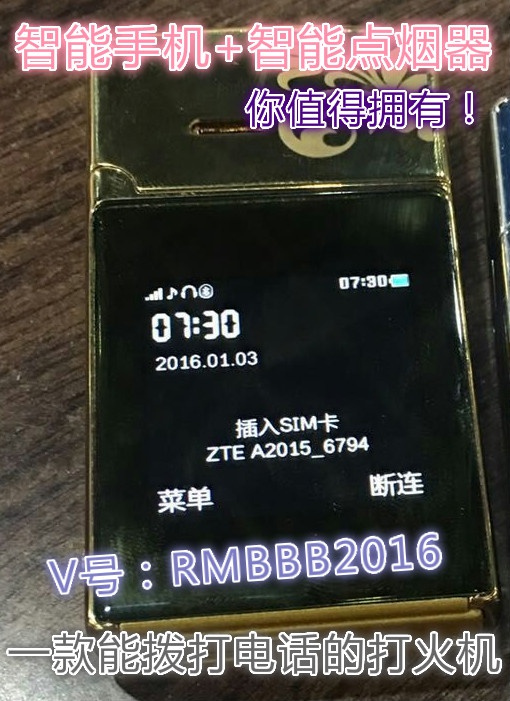 智能手机+智能点烟器
你值得拥有！
07:30
07:30
2016.01.03
插入SIM卡
ZTE A2015_6794
菜单 断连
V号：RMBBB2016
一款能拨打电话的打火机